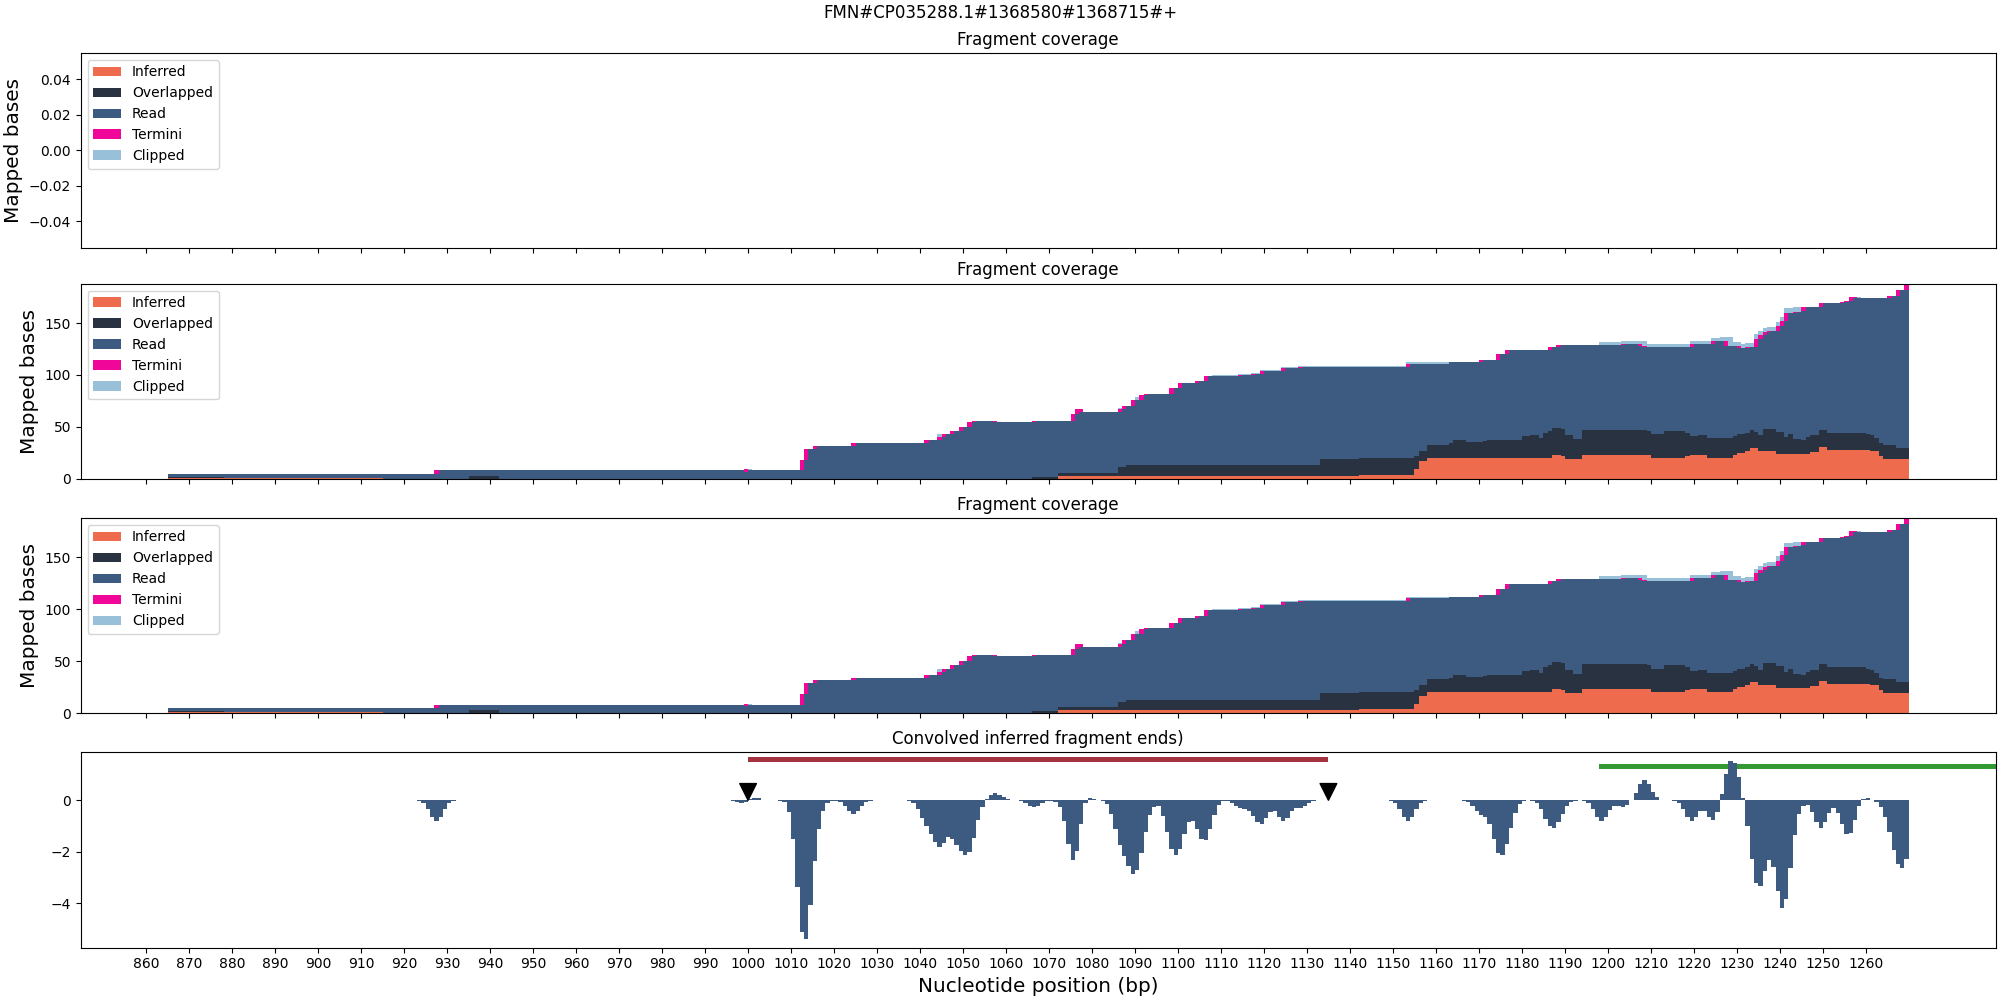 FMN#CP035288.1#1368580#1368715#+
Fragment coverage
Mapped bases
0.04
0.02
0.00
−0.02
−0.04
Inferred
Overlapped
Read
Termini
Clipped
Fragment coverage
Mapped bases
150
100
50
0
Inferred
Overlapped
Read
Termini
Clipped
Fragment coverage
Mapped bases
150
100
50
0
Inferred
Overlapped
Read
Termini
Clipped
Convolved inferred fragment ends)
0
−2
−4
860 870 880 890 900 910 920 930 940 950 960 970 980 990 1000 1010 1020 1030 1040 1050 1060 1070 1080 1090 1100 1110 1120 1130 1140 1150 1160 1170 1180 1190 1200 1210 1220 1230 1240 1250 1260
Nucleotide position (bp)